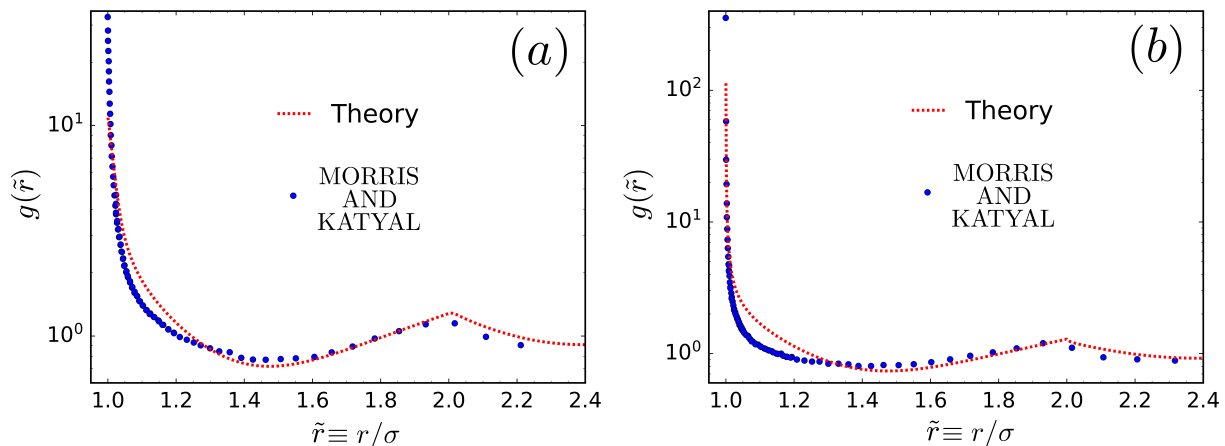 (a)
10^1
10^0
g(r̃)
Theory
MORRIS
AND
KATYAL
1.0 1.2 1.4 1.6 1.8 2.0 2.2 2.4
r̃ ≡ r/σ
(b)
10^2
10^1
10^0
g(r̃)
Theory
MORRIS
AND
KATYAL
1.0 1.2 1.4 1.6 1.8 2.0 2.2 2.4
r̃ ≡ r/σ